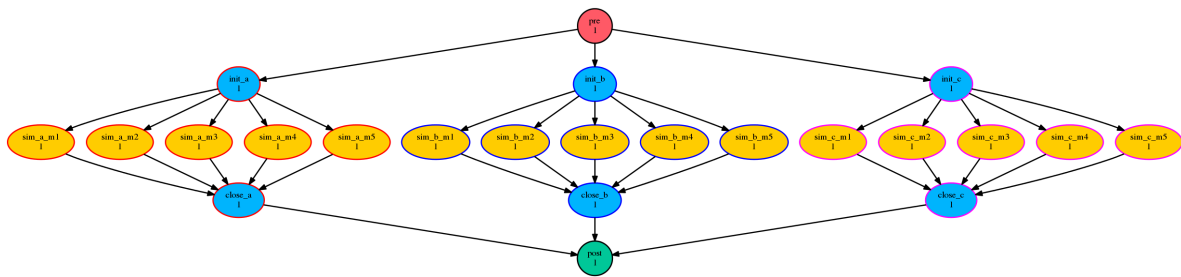 pre
1
init_a
1
init_b
1
init_c
1
sim_a_m1
1
sim_a_m2
1
sim_a_m3
1
sim_a_m4
1
sim_a_m5
1
sim_b_m1
1
sim_b_m2
1
sim_b_m3
1
sim_b_m4
1
sim_b_m5
1
sim_c_m1
1
sim_c_m2
1
sim_c_m3
1
sim_c_m4
1
sim_c_m5
1
close_a
1
close_b
1
close_c
1
post
1